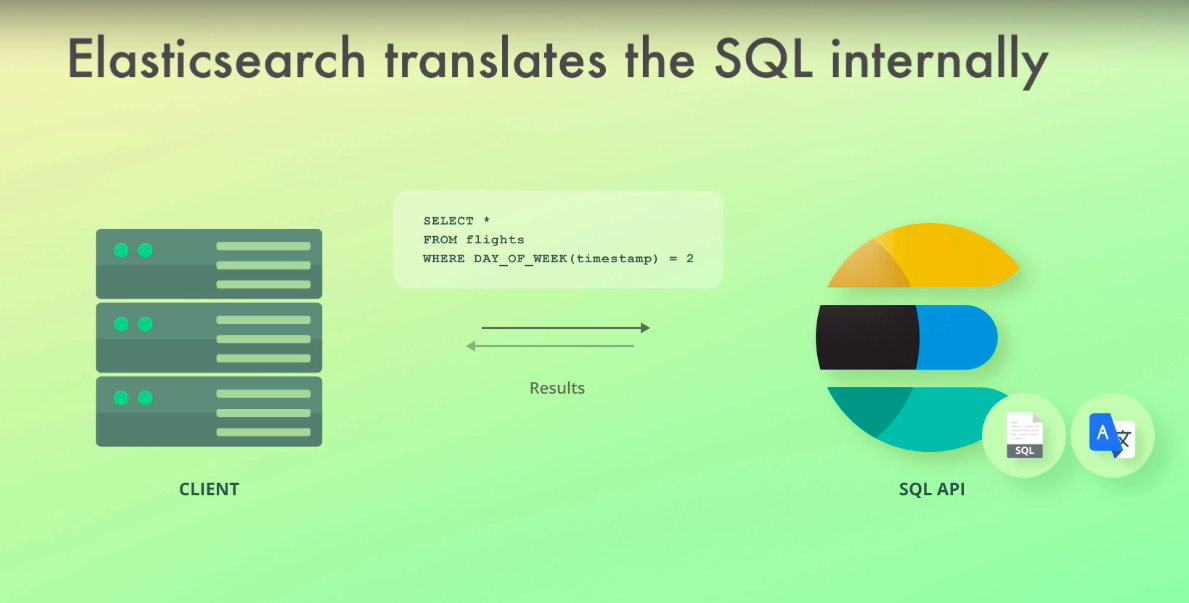 Elasticsearch translates the SQL internally
SELECT *
FROM flights
WHERE DAY_OF_WEEK(timestamp) = 2
Results
SQL
A 文
CLIENT
SQL API